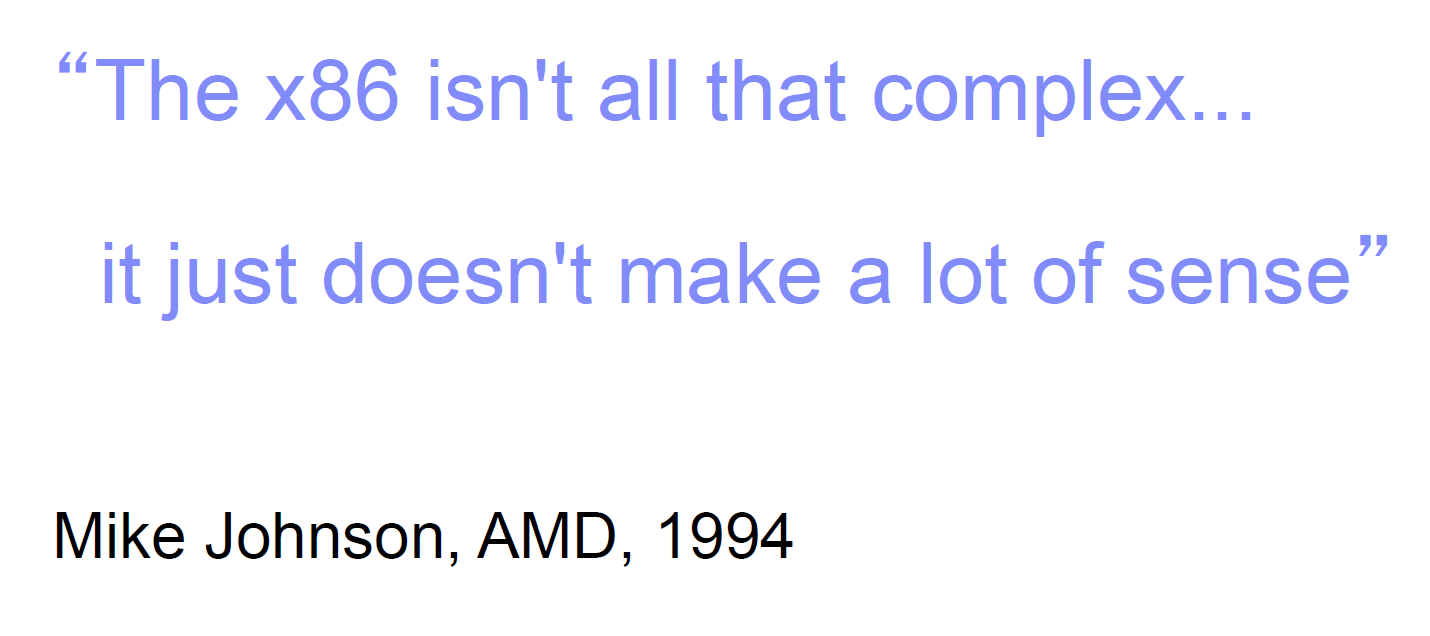 “The x86 isn't all that complex...
it just doesn't make a lot of sense”
Mike Johnson, AMD, 1994